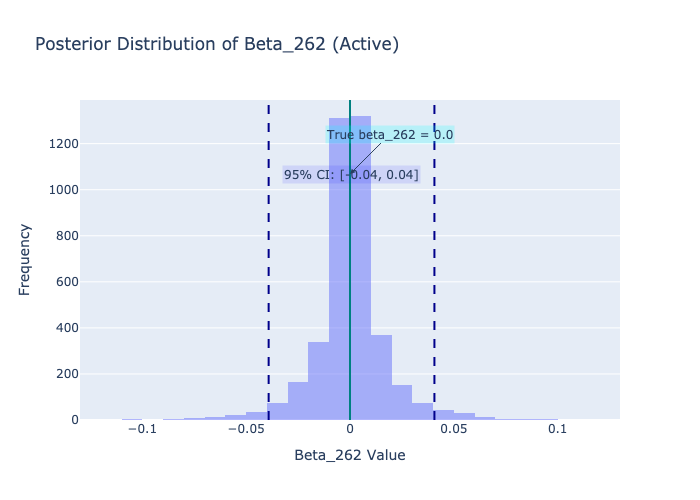 Posterior Distribution of Beta_262 (Active)
True beta_262 = 0.0
95% CI: [-0.04, 0.04]
Frequency
1200
1000
800
600
400
200
0
−0.1
−0.05
0
0.05
0.1
Beta_262 Value